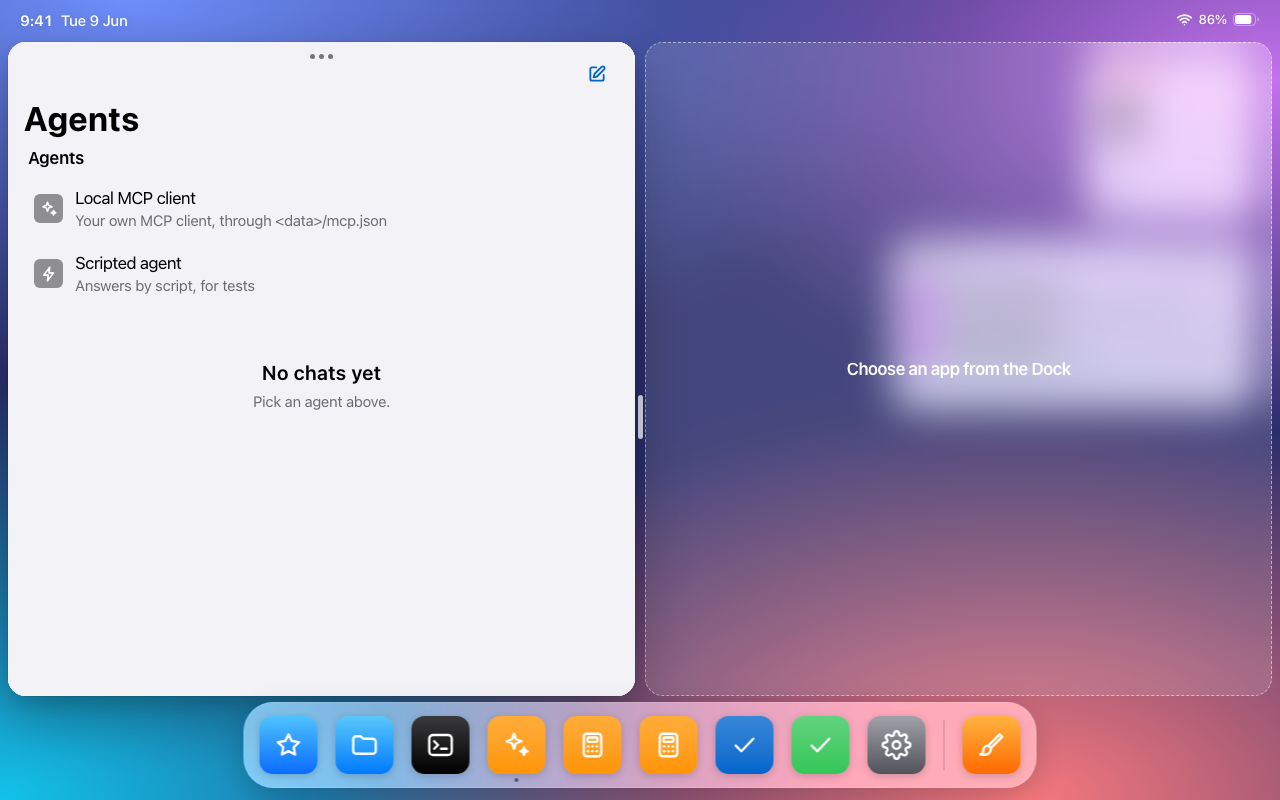 9:41 Tue 9 Jun
86%
Agents
Agents
Local MCP client
Your own MCP client, through <data>/mcp.json
Scripted agent
Answers by script, for tests
No chats yet
Pick an agent above.
Choose an app from the Dock